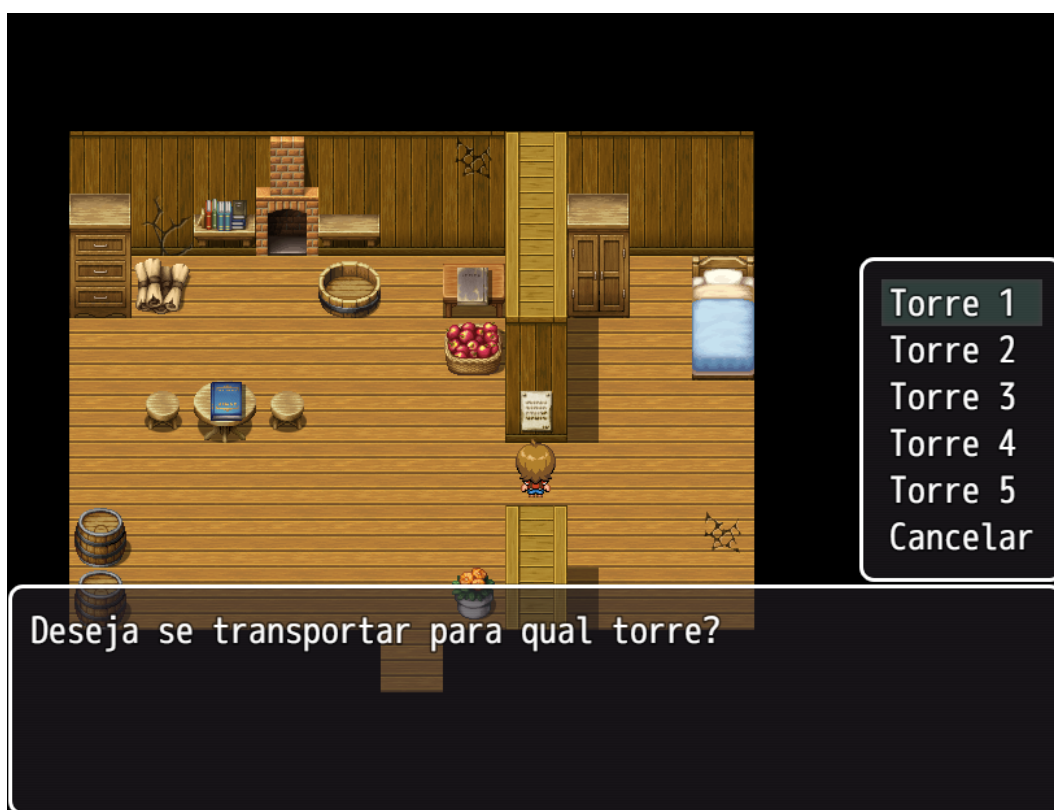 Torre 1
Torre 2
Torre 3
Torre 4
Torre 5
Cancelar
Deseja se transportar para qual torre?